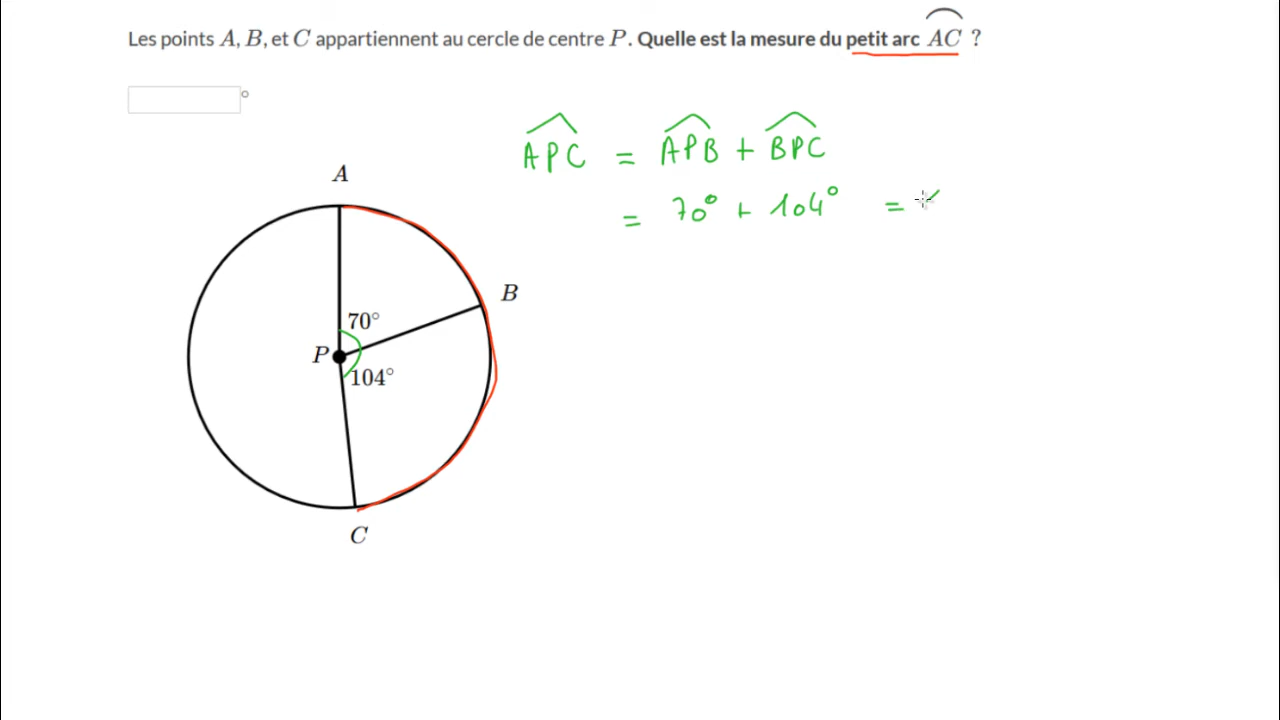 Les points A, B, et C appartiennent au cercle de centre P. Quelle est la mesure du petit arc AC ?
°
APC = APB + BPC
= 70° + 104° =
A
B
70°
P
104°
C